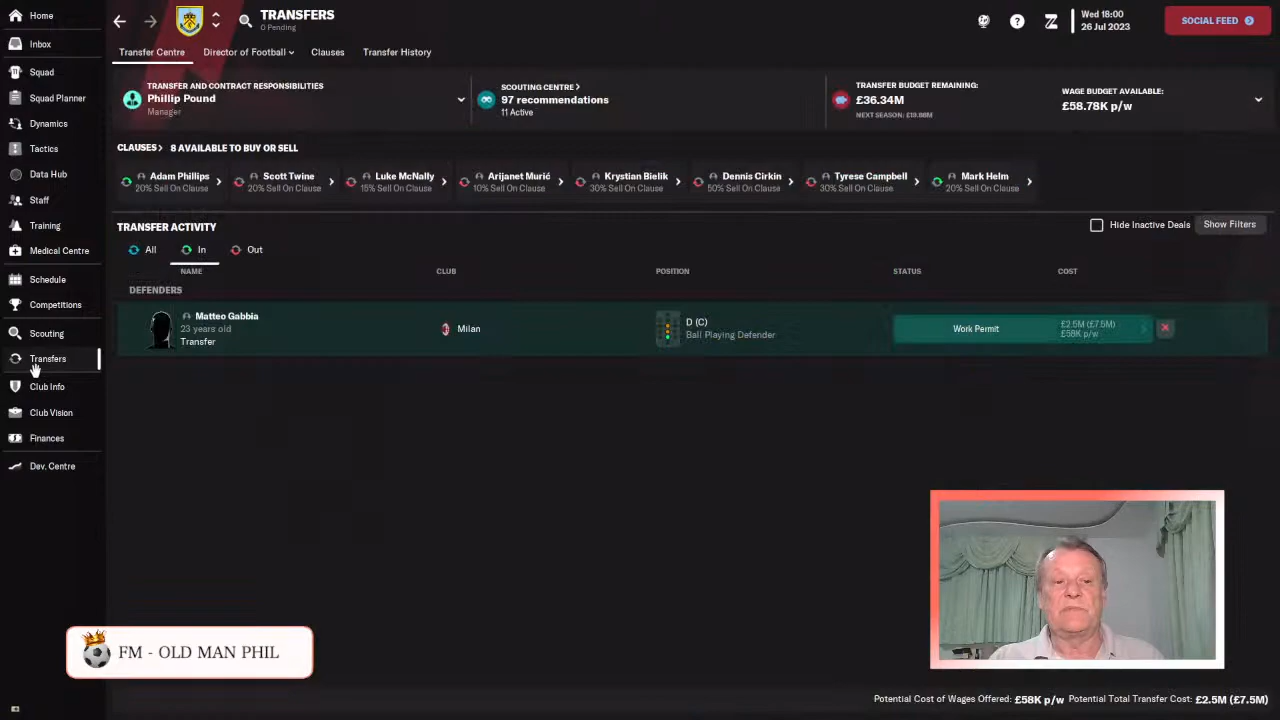 Home
TRANSFERS
0 Pending
Wed 18:00
26 Jul 2023
SOCIAL FEED
Inbox
Squad
Squad Planner
Dynamics
Tactics
Data Hub
Staff
Training
Medical Centre
Schedule
Competitions
Scouting
Transfers
Club Info
Club Vision
Finances
Dev. Centre
Transfer Centre
Director of Football
Clauses
Transfer History
TRANSFER AND CONTRACT RESPONSIBILITIES
Phillip Pound
Manager
SCOUTING CENTRE >
97 recommendations
11 Active
TRANSFER BUDGET REMAINING:
£36.34M
WAGE BUDGET AVAILABLE:
£58.78K p/w
CLAUSES > 8 AVAILABLE TO BUY OR SELL
Adam Phillips
20% Sell On Clause
Scott Twine
20% Sell On Clause
Luke McNally
15% Sell On Clause
Arijanet Murić
10% Sell On Clause
Krystian Bielik
30% Sell On Clause
Dennis Cirkin
50% Sell On Clause
Tyrese Campbell
30% Sell On Clause
Mark Helm
20% Sell On Clause
TRANSFER ACTIVITY
Hide Inactive Deals
Show Filters
All
In
Out
NAME
CLUB
POSITION
STATUS
COST
DEFENDERS
Matteo Gabbia
23 years old
Transfer
Milan
D (C)
Ball Playing Defender
Work Permit
£2.5M (£7.5M)
£58K p/w
FM - OLD MAN PHIL
Potential Cost of Wages Offered: £58K p/w Potential Total Transfer Cost: £2.5M (£7.5M)